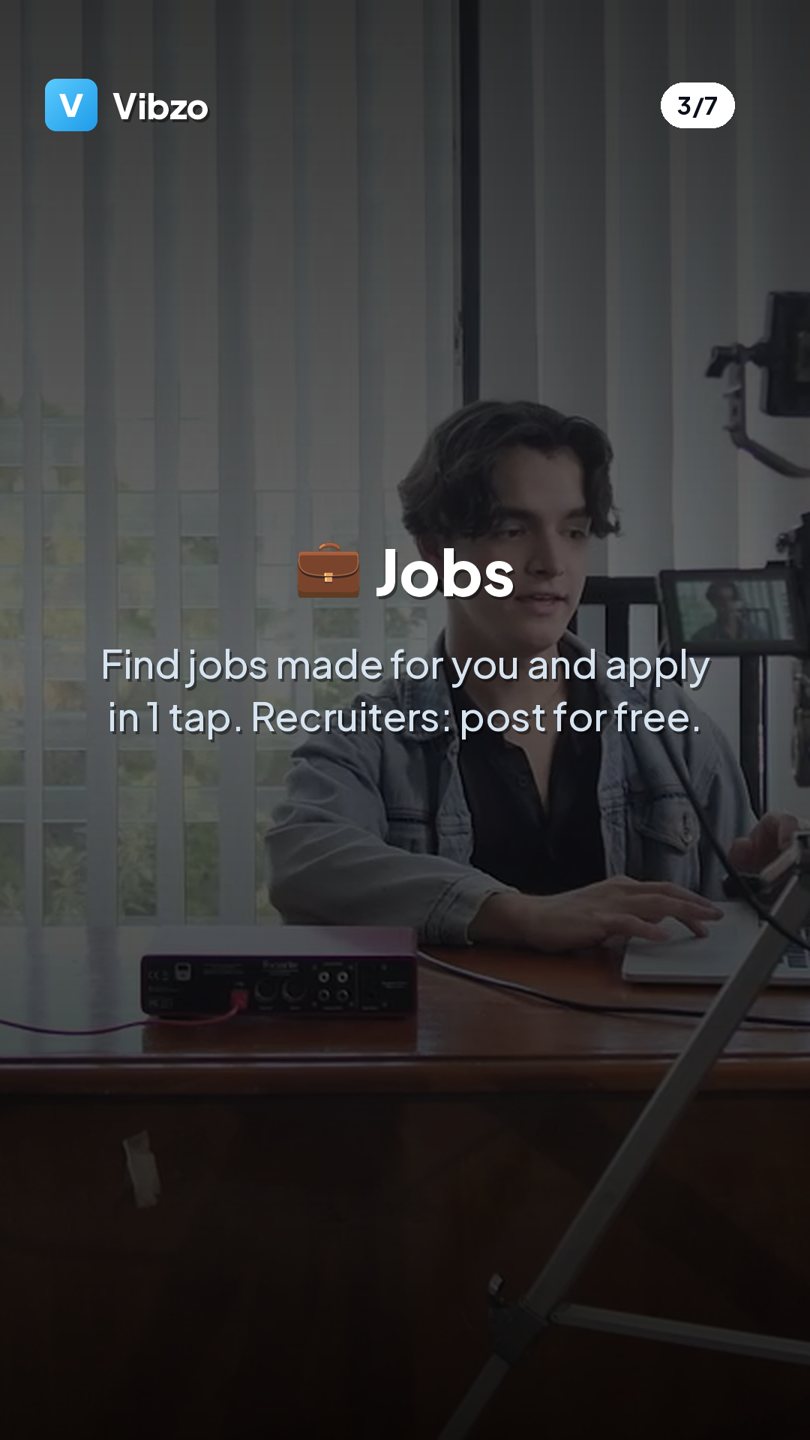 V Vibzo
3/7
💼 Jobs
Find jobs made for you and apply
in 1 tap. Recruiters: post for free.